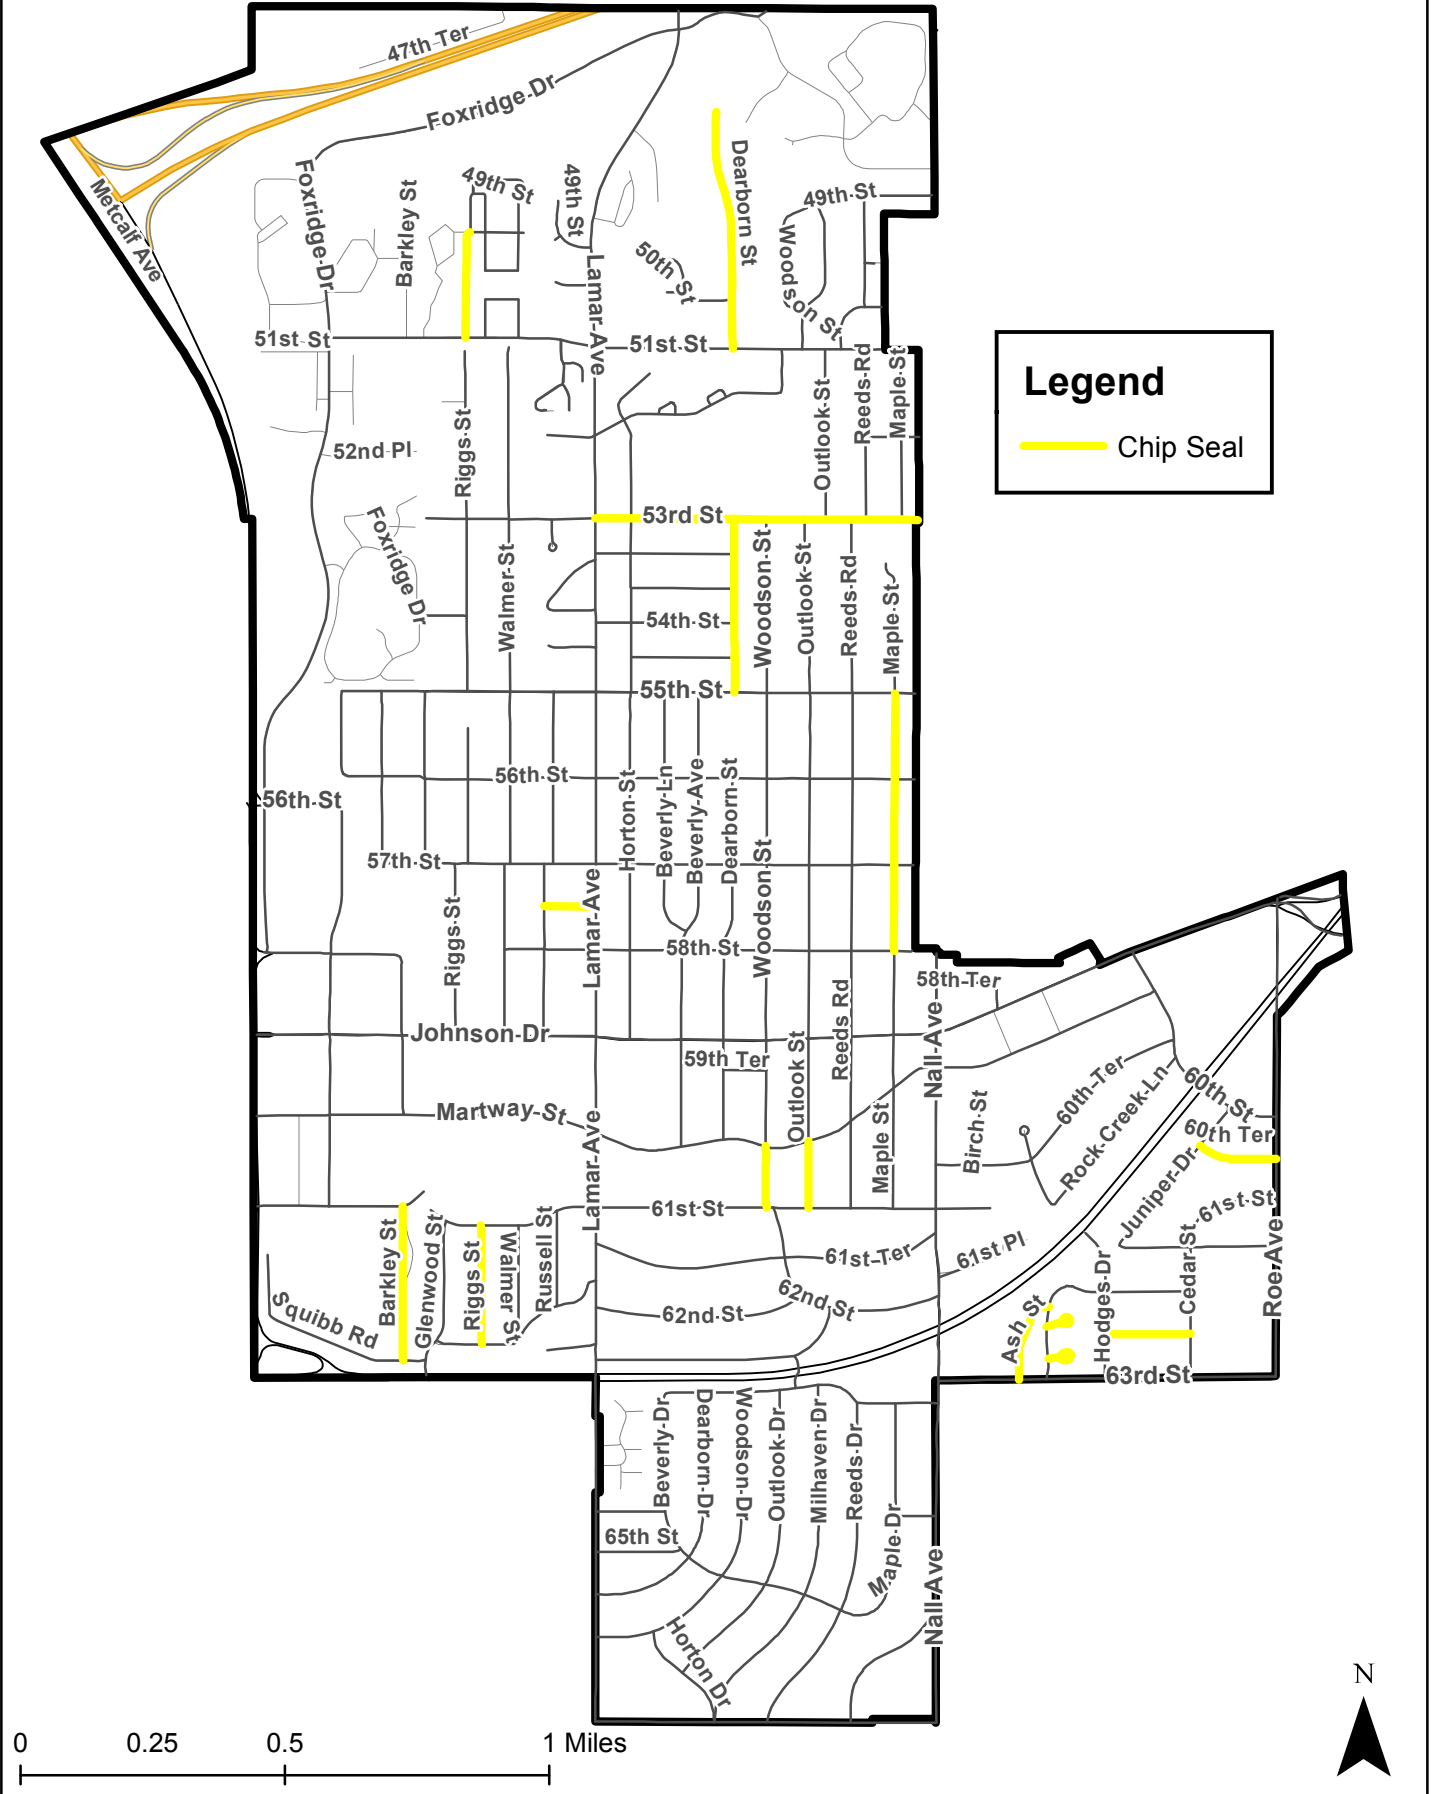 47th Ter
Foxridge Dr
Metcalf Ave
Foxridge Dr
Barkley St
49th St
49th St
Dearborn St
49th St
Woodson St
50th St
Lamar Ave
51st St
51st St
Legend
Chip Seal
Riggs St
Outlook St
Reeds Rd
Maple St
52nd Pl
53rd St
Foxridge Dr
Walmer St
54th St
Woodson St
Outlook St
Reeds Rd
Maple St
55th St
56th St
56th St
Horton St
Beverly Ln
Beverly Ave
Dearborn St
57th St
Riggs St
Lamar Ave
Woodson St
58th St
58th Ter
Johnson Dr
59th Ter
Outlook St
Reeds Rd
Nall Ave
Martway St
Lamar Ave
Maple St
Birch St
60th Ter
Rock Creek Ln
60th St
60th Ter
Juniper Dr
61st St
61st St
Barkley St
Glenwood St
Riggs St
Walmer St
Russell St
61st Ter
61st Pl
Cedar St
Roe Ave
Squibb Rd
62nd St
62nd St
Ash St
Hodges Dr
63rd St
Beverly Dr
Dearborn Dr
Woodson Dr
Outlook Dr
Milhaven Dr
Reeds Dr
Maple Dr
65th St
Nall Ave
Horton Dr
N
0 0.25 0.5 1 Miles